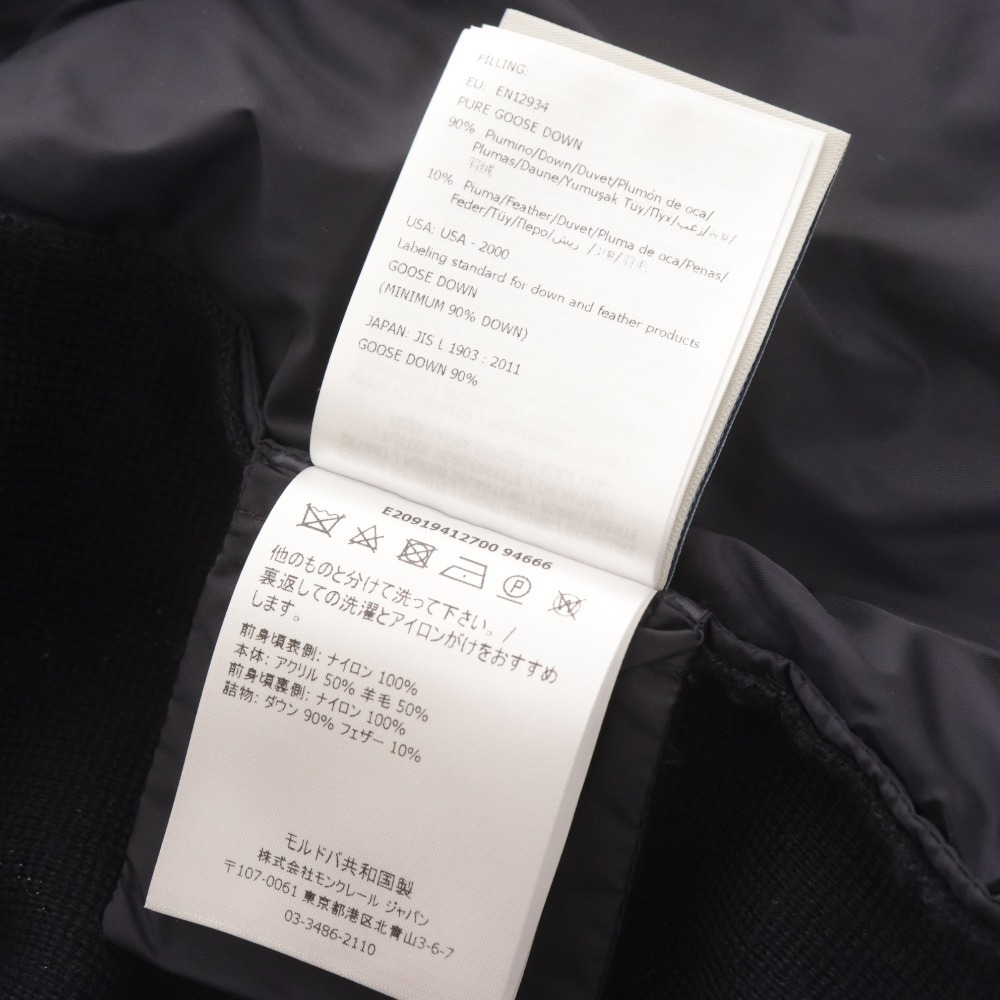 FILLING:
EU: EN12934
PURE GOOSE DOWN
90% Piumino/Down/Duvet/Plumón de oca/
Plumas/Daune/Yumuşak Tüy/Пух/زغب/
羽绒
10% Piuma/Feather/Duvet/Pluma de oca/Penas/
Feder/Tüy/Перо/ريش/
USA: USA - 2000
Labeling standard for down and feather products
GOOSE DOWN
(MINIMUM 90% DOWN)
JAPAN: JIS L 1903 : 2011
GOOSE DOWN 90%
E20919412700 94666
P
W
他のものと分けて洗って下さい。/
裏返しての洗濯とアイロンがけをおすすめ
します。
前身頃表側: ナイロン 100%
本体: アクリル 50% 羊毛 50%
前身頃裏側: ナイロン 100%
詰物: ダウン 90% フェザー 10%
モルドバ共和国製
株式会社モンクレール ジャパン
〒107-0061 東京都港区北青山3-6-7
03-3486-2110